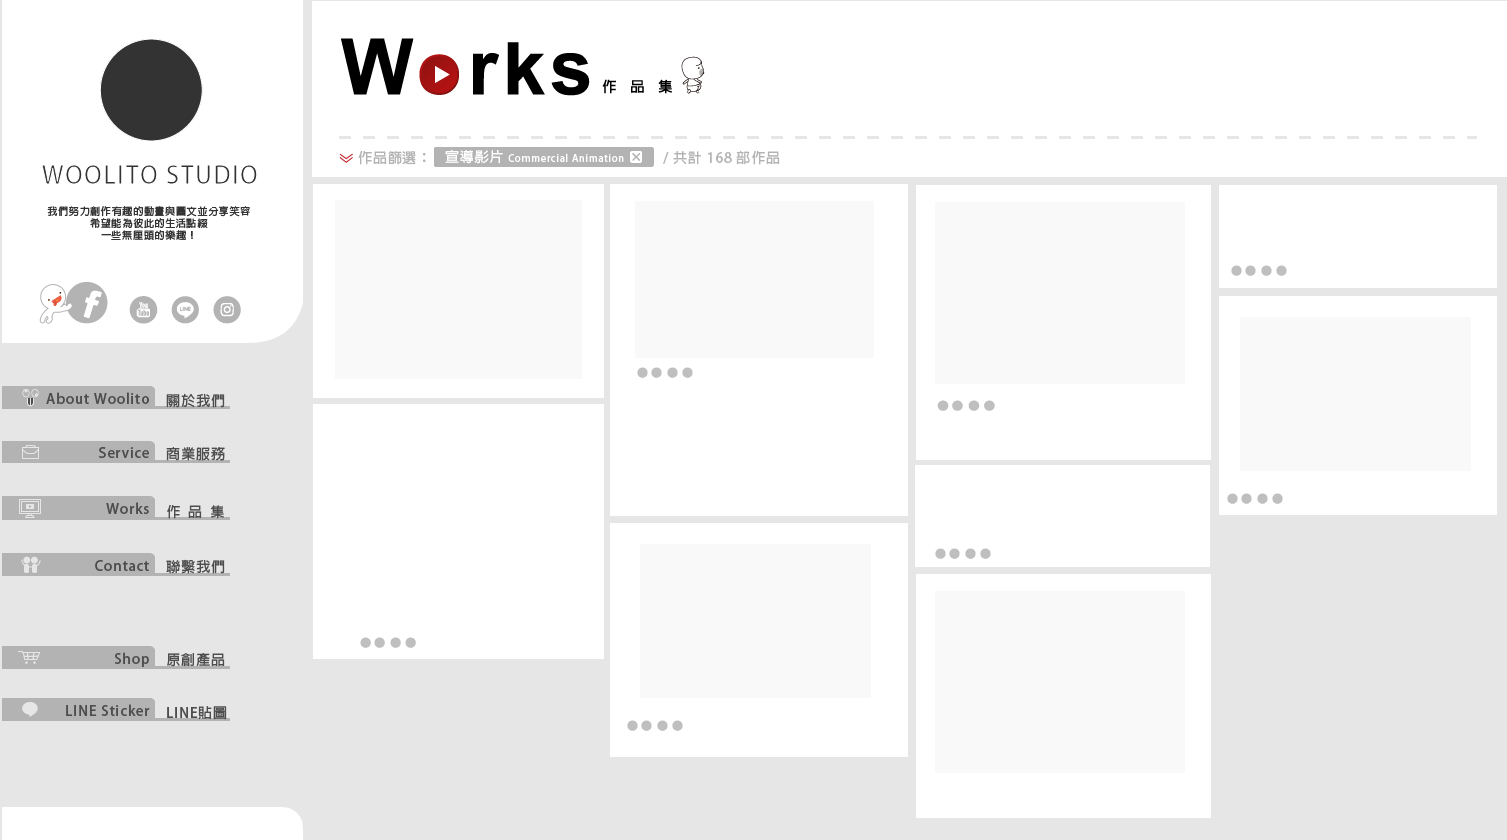 WOOLITO STUDIO
我們努力創作有趣的動畫與圖文並分享笑容
希望能為彼此的生活點綴
一些無厘頭的樂趣！
f
You Tube
LINE
About Woolito 關於我們
Service 商業服務
Works 作品集
Contact 聯繫我們
Shop 原創產品
LINE Sticker LINE貼圖
Works 作品集
作品篩選： 宣導影片 Commercial Animation / 共計 168 部作品